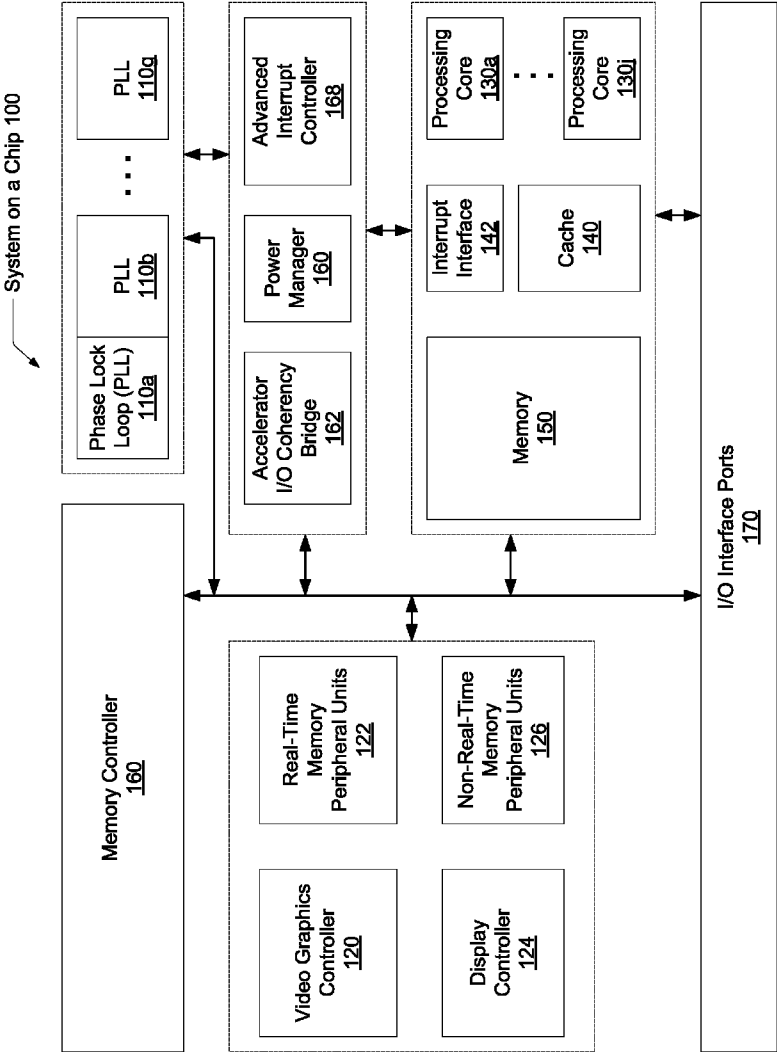 System on a Chip 100
Phase Lock
Loop (PLL)
110a
PLL
110b
. . .
PLL
110g
Memory Controller
160
Accelerator
I/O Coherency
Bridge
162
Power
Manager
160
Advanced
Interrupt
Controller
168
Video Graphics
Controller
120
Real-Time
Memory
Peripheral Units
122
Display
Controller
124
Non-Real-Time
Memory
Peripheral Units
126
Memory
150
Interrupt
Interface
142
Cache
140
Processing
Core
130a
. . .
Processing
Core
130j
I/O Interface Ports
170